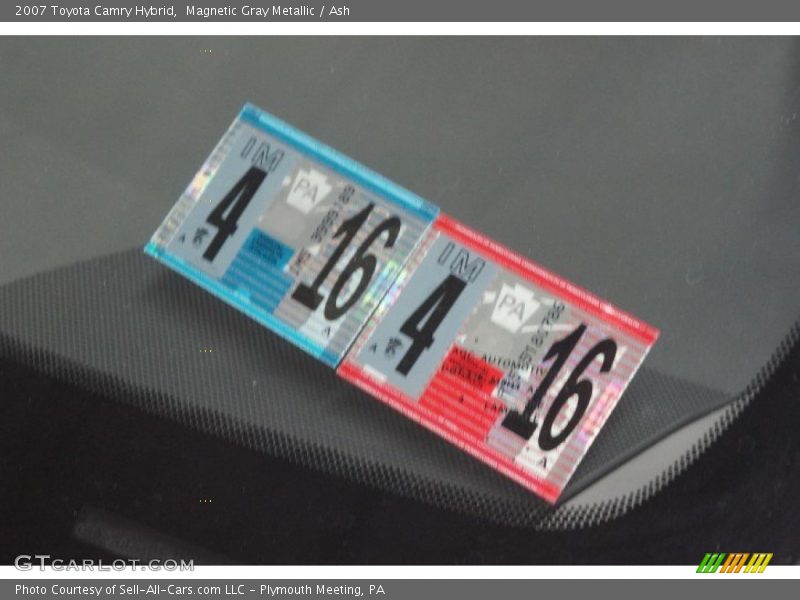 2007 Toyota Camry Hybrid,  Magnetic Gray Metallic / Ash
IM
4
PA
16
A
A
IM
4
PA
16
A
A
GTcarlot.com
Photo Courtesy of Sell-All-Cars.com LLC - Plymouth Meeting, PA